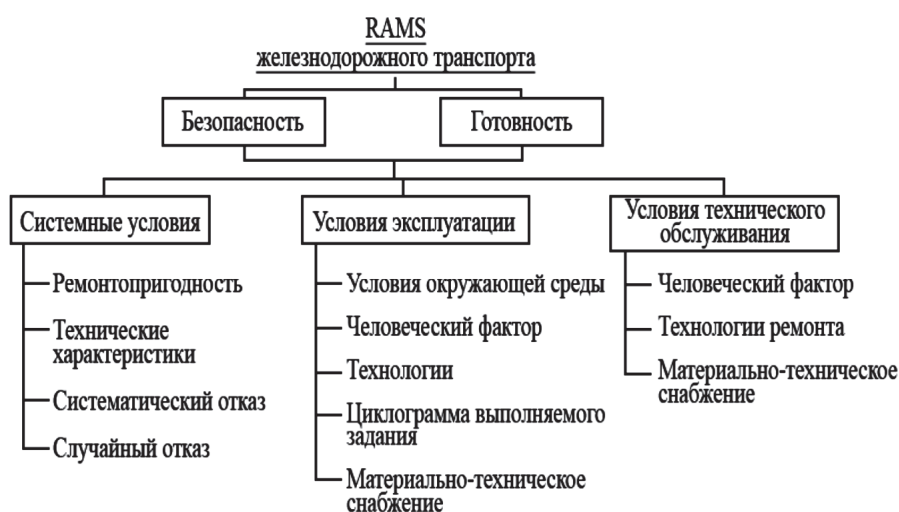 RAMS
железнодорожного транспорта
Безопасность
Готовность
Системные условия
Ремонтопригодность
Технические
характеристики
Систематический отказ
Случайный отказ
Условия эксплуатации
Условия окружающей среды
Человеческий фактор
Технологии
Циклограмма выполняемого
задания
Материально-техническое
снабжение
Условия технического
обслуживания
Человеческий фактор
Технологии ремонта
Материально-техническое
снабжение